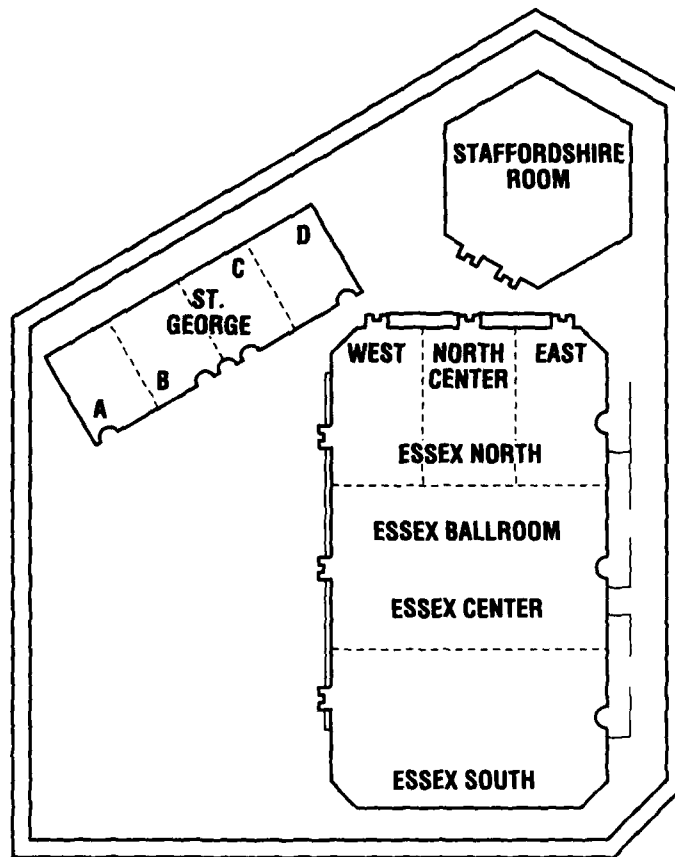 STAFFORDSHIRE
ROOM
D
C
ST.
GEORGE
B
A
WEST
NORTH
CENTER
EAST
ESSEX NORTH
ESSEX BALLROOM
ESSEX CENTER
ESSEX SOUTH